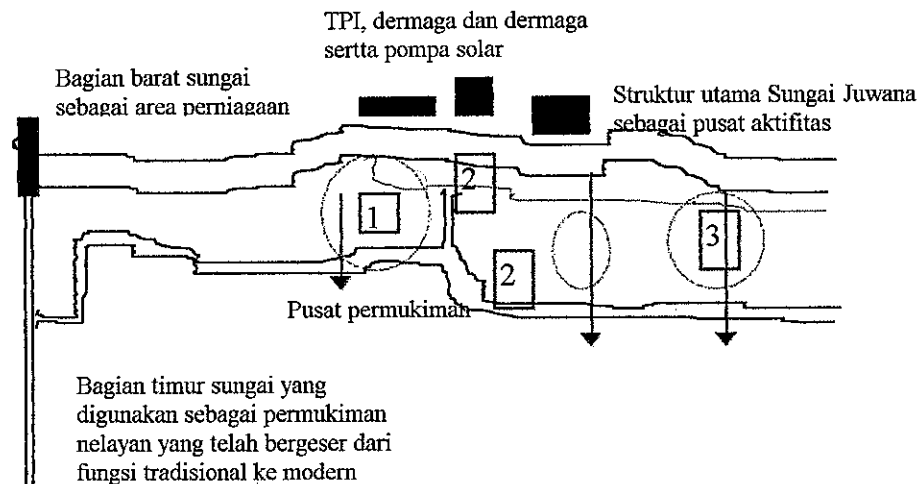 TPI, dermaga dan dermaga
sertta pompa solar
Bagian barat sungai
sebagai area perniagaan
Struktur utama Sungai Juwana
sebagai pusat aktifitas
2
1
3
2
Pusat permukiman
Bagian timur sungai yang
digunakan sebagai permukiman
nelayan yang telah bergeser dari
fungsi tradisional ke modern